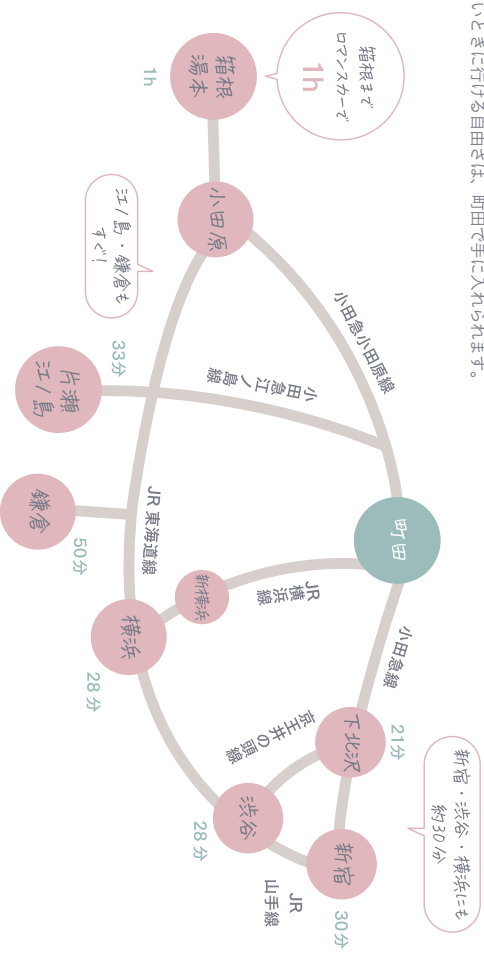 いときに行ける自由さは、町田で手に入れられます。
箱根まで
ロマンスカーで
1h
箱根
湯本
1h
小田原
江ノ島・鎌倉も
すぐ!
小田急小田原線
小田急江ノ島線
片瀬
江ノ島
33分
鎌倉
50分
JR 東海道線
町田
JR
横浜線
新横浜
横浜
28分
小田急線
下北沢
21分
京王井の頭線
渋谷
28分
新宿
30分
JR
山手線
新宿・渋谷・横浜にも
約30分